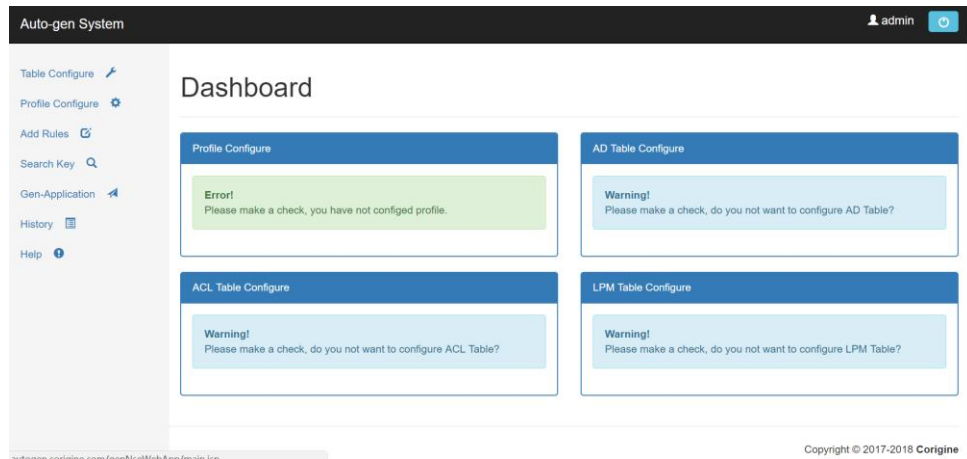 Auto-gen System
admin
Table Configure
Profile Configure
Add Rules
Search Key
Gen-Application
History
Help
Dashboard
Profile Configure
Error!
Please make a check, you have not configed profile.
AD Table Configure
Warning!
Please make a check, do you not want to configure AD Table?
ACL Table Configure
Warning!
Please make a check, do you not want to configure ACL Table?
LPM Table Configure
Warning!
Please make a check, do you not want to configure LPM Table?
Copyright © 2017-2018 Corigine